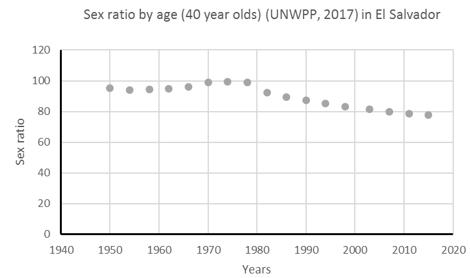 Sex ratio by age (40 year olds) (UNWPP, 2017) in El Salvador
120
100
80
60
40
20
0
Sex ratio
1940 1950 1960 1970 1980 1990 2000 2010 2020
Years